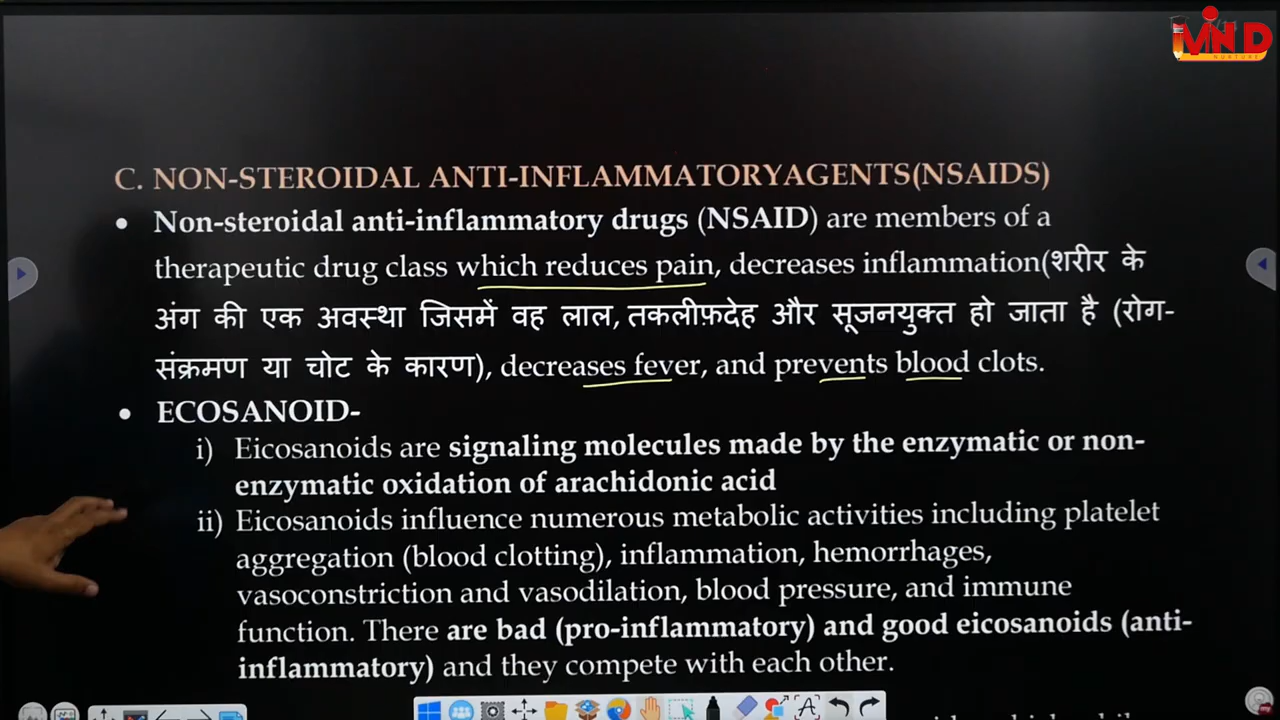 MIND
NURTURE
C. NON-STEROIDAL ANTI-INFLAMMATORYAGENTS(NSAIDS)
• Non-steroidal anti-inflammatory drugs (NSAID) are members of a
therapeutic drug class which reduces pain, decreases inflammation(शरीर के
अंग की एक अवस्था जिसमें वह लाल, तकलीफ़देह और सूजनयुक्त हो जाता है (रोग-
संक्रमण या चोट के कारण), decreases fever, and prevents blood clots.
• ECOSANOID-
i) Eicosanoids are signaling molecules made by the enzymatic or non-
enzymatic oxidation of arachidonic acid
ii) Eicosanoids influence numerous metabolic activities including platelet
aggregation (blood clotting), inflammation, hemorrhages,
vasoconstriction and vasodilation, blood pressure, and immune
function. There are bad (pro-inflammatory) and good eicosanoids (anti-
inflammatory) and they compete with each other.